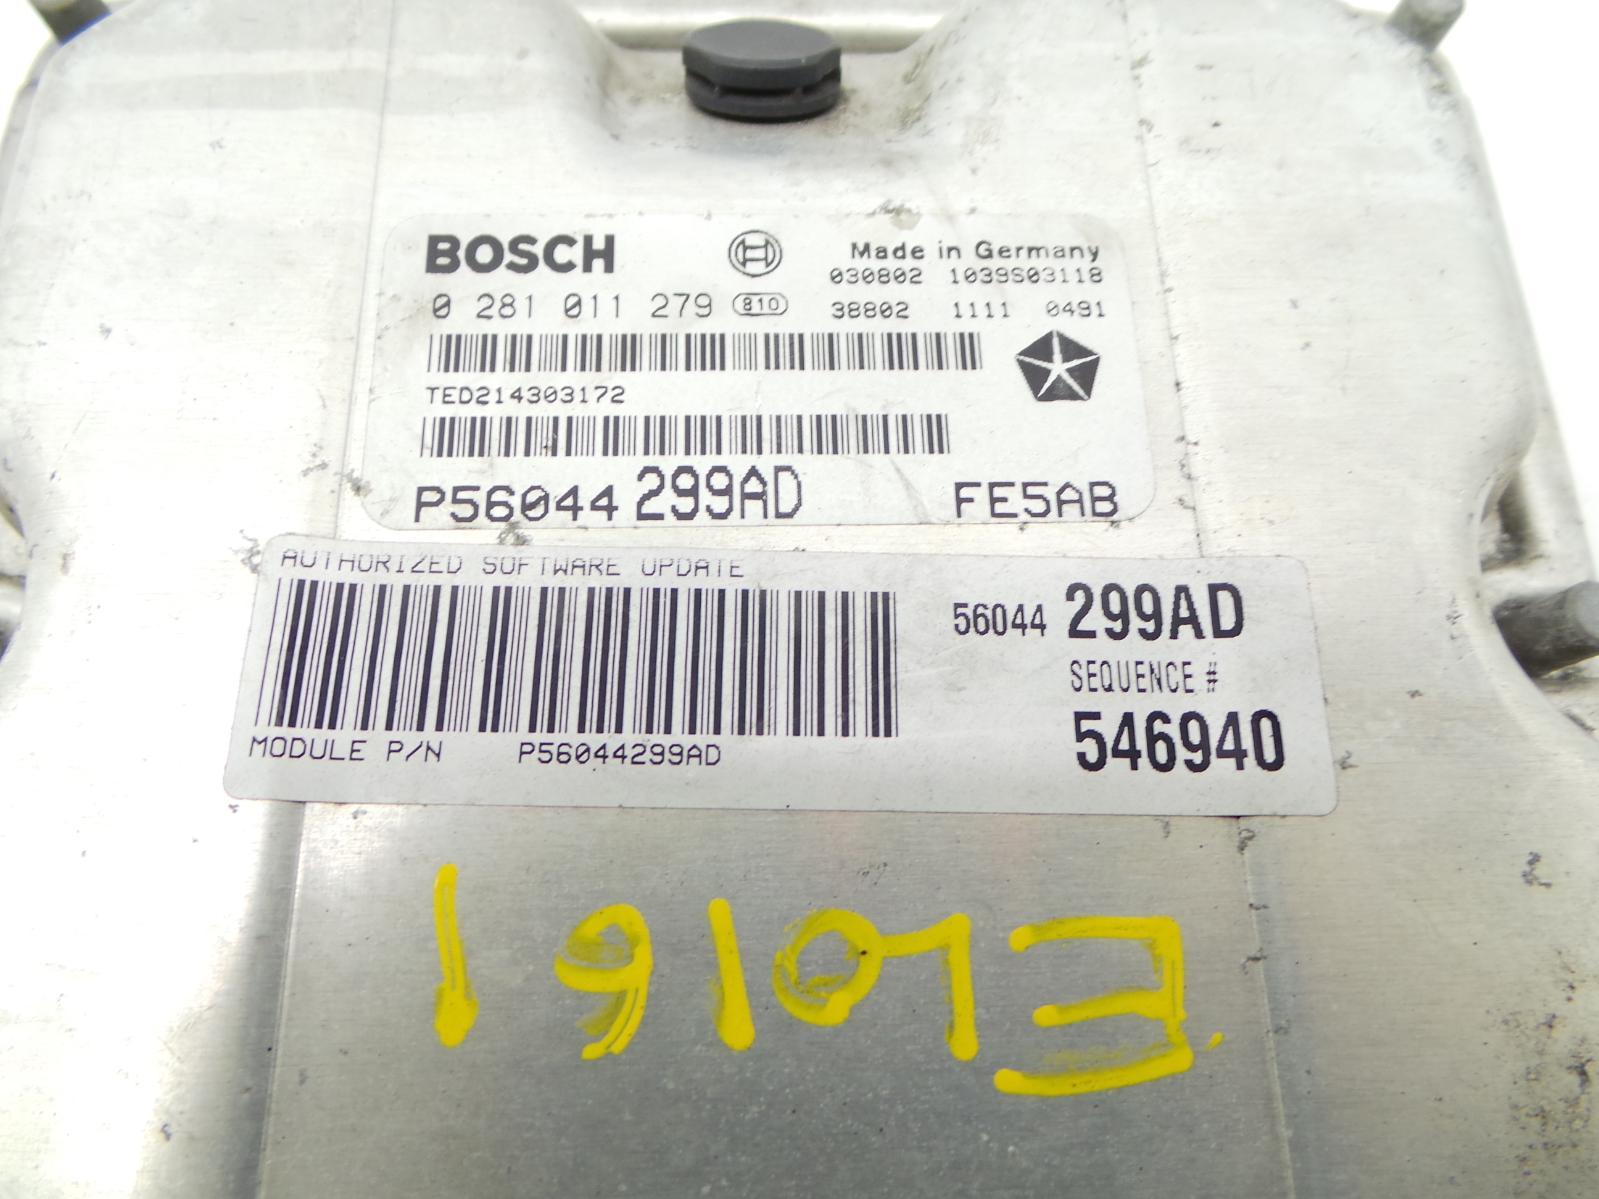 BOSCH Made in Germany
030802 1039S03118
0 281 011 279 810 38802 1111 0491
TED214303172
P56044 299AD FE5AB
AUTHORIZED SOFTWARE UPDATE
56044 299AD
SEQUENCE #
546940
MODULE P/N P56044299AD
EL0161